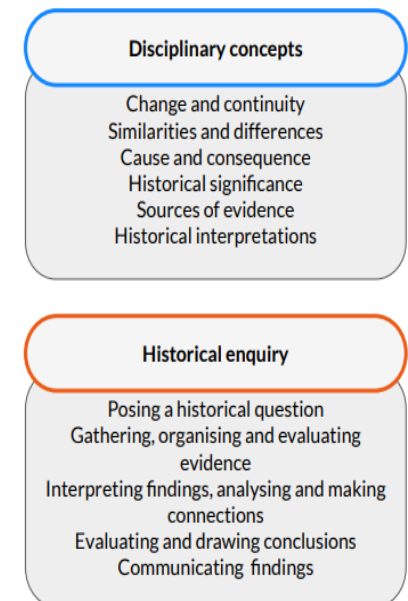 Disciplinary concepts
Change and continuity
Similarities and differences
Cause and consequence
Historical significance
Sources of evidence
Historical interpretations
Historical enquiry
Posing a historical question
Gathering, organising and evaluating
evidence
Interpreting findings, analysing and making
connections
Evaluating and drawing conclusions
Communicating findings